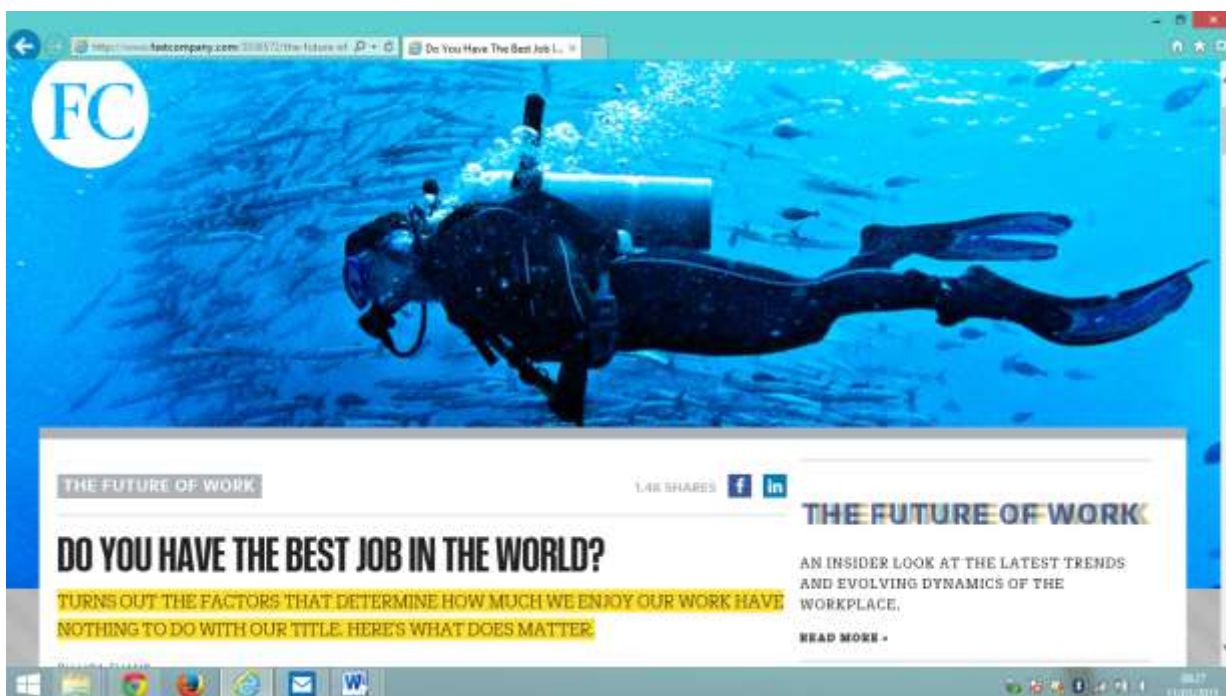 fastcompany.com
Do You Have The Best Job I...
FC
THE FUTURE OF WORK
SHARES
f
in
DO YOU HAVE THE BEST JOB IN THE WORLD?
TURNS OUT THE FACTORS THAT DETERMINE HOW MUCH WE ENJOY OUR WORK HAVE
NOTHING TO DO WITH OUR TITLE. HERE'S WHAT DOES MATTER.
THE FUTURE OF WORK
AN INSIDER LOOK AT THE LATEST TRENDS
AND EVOLVING DYNAMICS OF THE
WORKPLACE.
READ MORE »
W